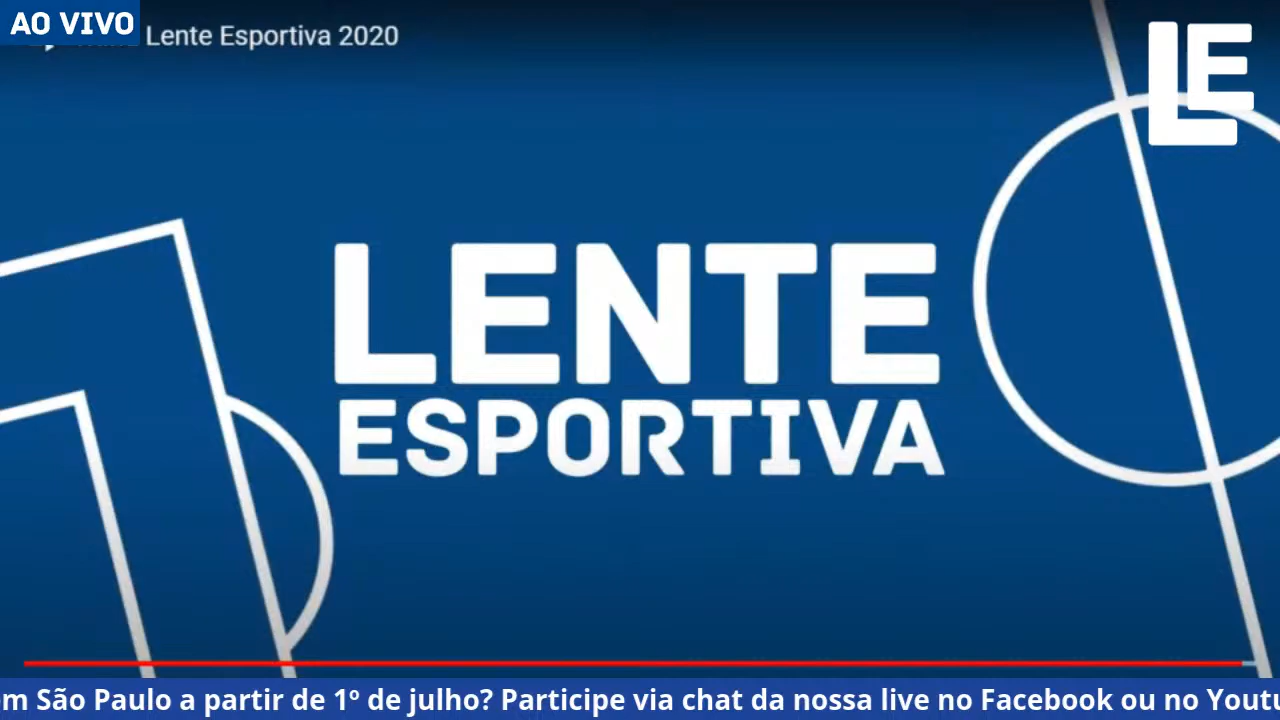 AO VIVO
Lente Esportiva 2020
LE
LENTE
ESPORTIVA
São Paulo a partir de 1º de julho? Participe via chat da nossa live no Facebook ou no